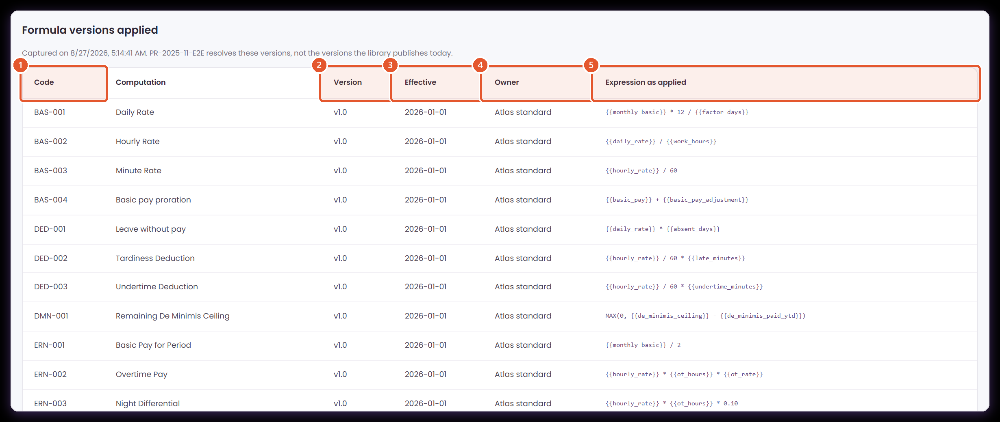 Formula versions applied
Captured on 8/27/2026, 5:14:41 AM. PR-2025-11-E2E resolves these versions, not the versions the library publishes today.
1 2 3 4 5
Code Computation Version Effective Owner Expression as applied
BAS-001 Daily Rate v1.0 2026-01-01 Atlas standard {{monthly_basic}} * 12 / {{factor_days}}
BAS-002 Hourly Rate v1.0 2026-01-01 Atlas standard {{daily_rate}} / {{work_hours}}
BAS-003 Minute Rate v1.0 2026-01-01 Atlas standard {{hourly_rate}} / 60
BAS-004 Basic pay proration v1.0 2026-01-01 Atlas standard {{basic_pay}} + {{basic_pay_adjustment}}
DED-001 Leave without pay v1.0 2026-01-01 Atlas standard {{daily_rate}} * {{absent_days}}
DED-002 Tardiness Deduction v1.0 2026-01-01 Atlas standard {{hourly_rate}} / 60 * {{late_minutes}}
DED-003 Undertime Deduction v1.0 2026-01-01 Atlas standard {{hourly_rate}} / 60 * {{undertime_minutes}}
DMN-001 Remaining De Minimis Ceiling v1.0 2026-01-01 Atlas standard MAX(0, {{de_minimis_ceiling}} - {{de_minimis_paid_ytd}})
ERN-001 Basic Pay for Period v1.0 2026-01-01 Atlas standard {{monthly_basic}} / 2
ERN-002 Overtime Pay v1.0 2026-01-01 Atlas standard {{hourly_rate}} * {{ot_hours}} * {{ot_rate}}
ERN-003 Night Differential v1.0 2026-01-01 Atlas standard {{hourly_rate}} * {{ot_hours}} * 0.10